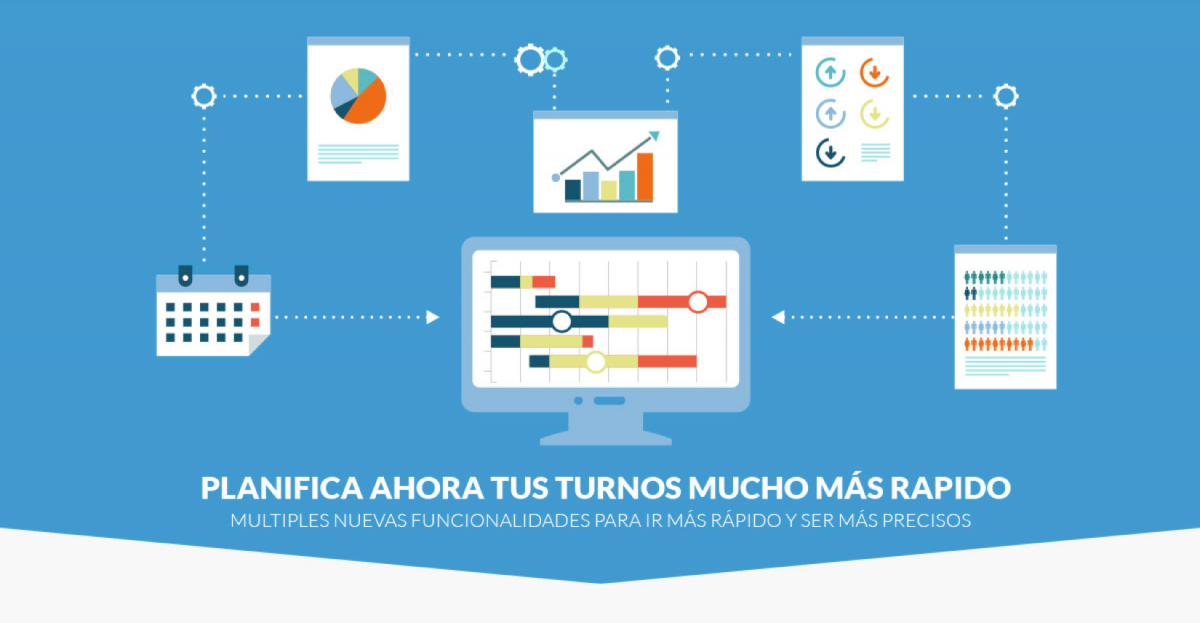 PLANIFICA AHORA TUS TURNOS MUCHO MÁS RAPIDO
MULTIPLES NUEVAS FUNCIONALIDADES PARA IR MÁS RÁPIDO Y SER MÁS PRECISOS